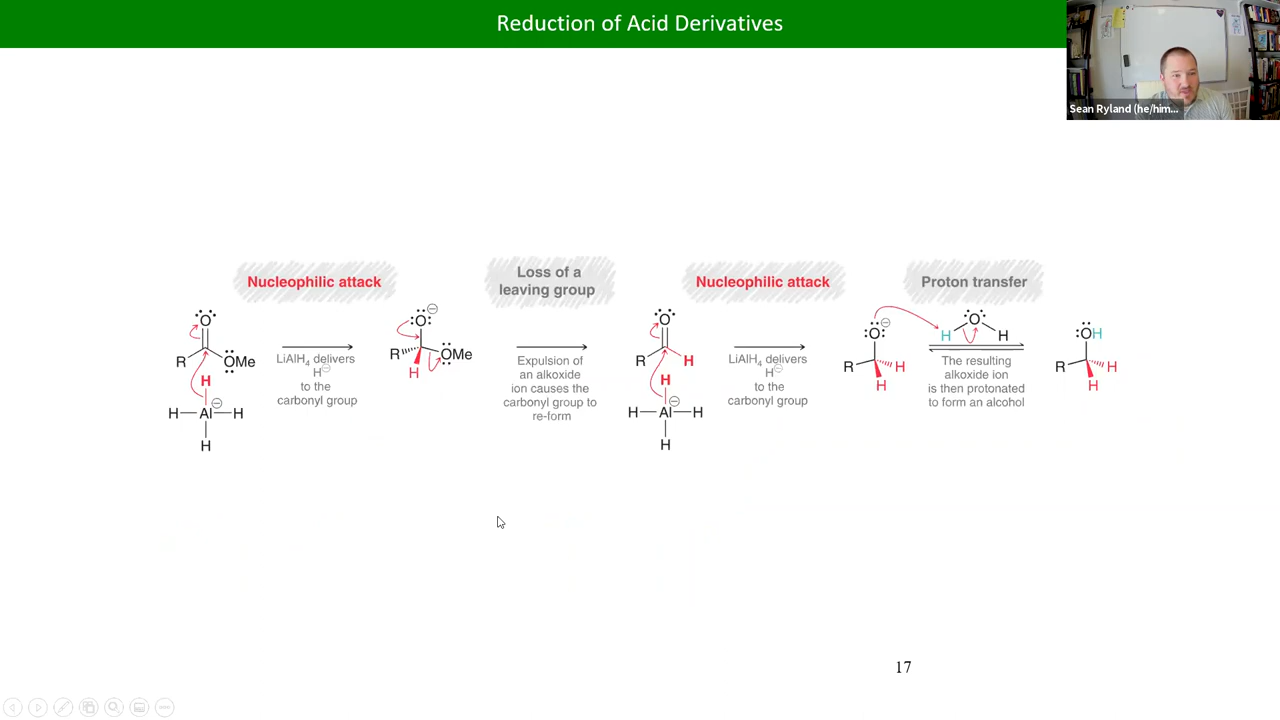 Reduction of Acid Derivatives
Sean Ryland (he/him...
Nucleophilic attack
Loss of a
leaving group
Nucleophilic attack
Proton transfer
O
R
OMe
H
H
Al
H
H
LiAlH₄ delivers
H⊖
to the
carbonyl group
O⊖
R
OMe
H
Expulsion of
an alkoxide
ion causes the
carbonyl group to
re-form
O
R
H
H
H
Al
H
H
LiAlH₄ delivers
H⊖
to the
carbonyl group
O⊖
R
H
H
H
O
H
The resulting
alkoxide ion
is then protonated
to form an alcohol
OH
R
H
H
17